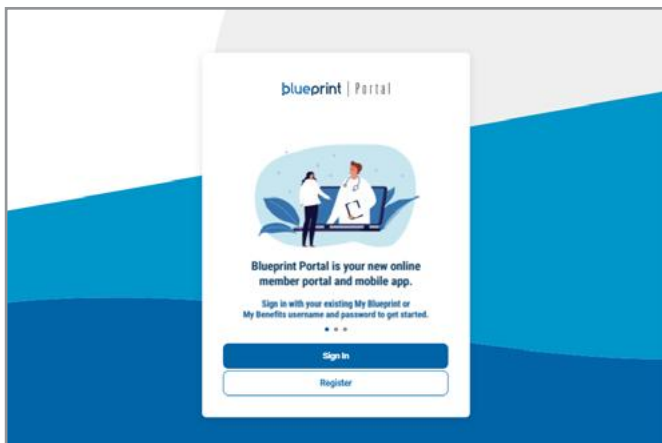 blueprint | Portal
Blueprint Portal is your new online
member portal and mobile app.
Sign in with your existing My Blueprint or
My Benefits username and password to get started.
Sign In
Register